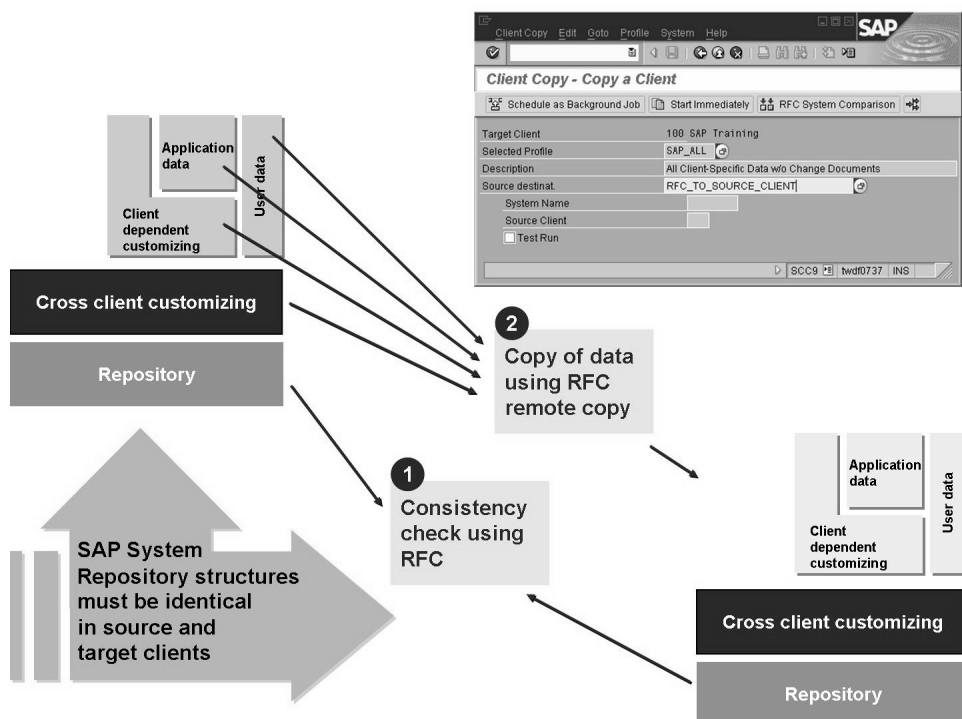 Client Copy Edit Goto Profile System Help
SAP
Client Copy - Copy a Client
Schedule as Background Job Start Immediately RFC System Comparison
Target Client 100 SAP Training
Selected Profile SAP_ALL
Description All Client-Specific Data w/o Change Documents
Source destinat. RFC_TO_SOURCE_CLIENT
System Name
Source Client
Test Run
SCC9 twdf0737 INS
Application
data
User data
Client
dependent
customizing
Cross client customizing
Repository
2
Copy of data
using RFC
remote copy
1
Consistency
check using
RFC
SAP System
Repository structures
must be identical
in source and
target clients
Application
data
User data
Client
dependent
customizing
Cross client customizing
Repository